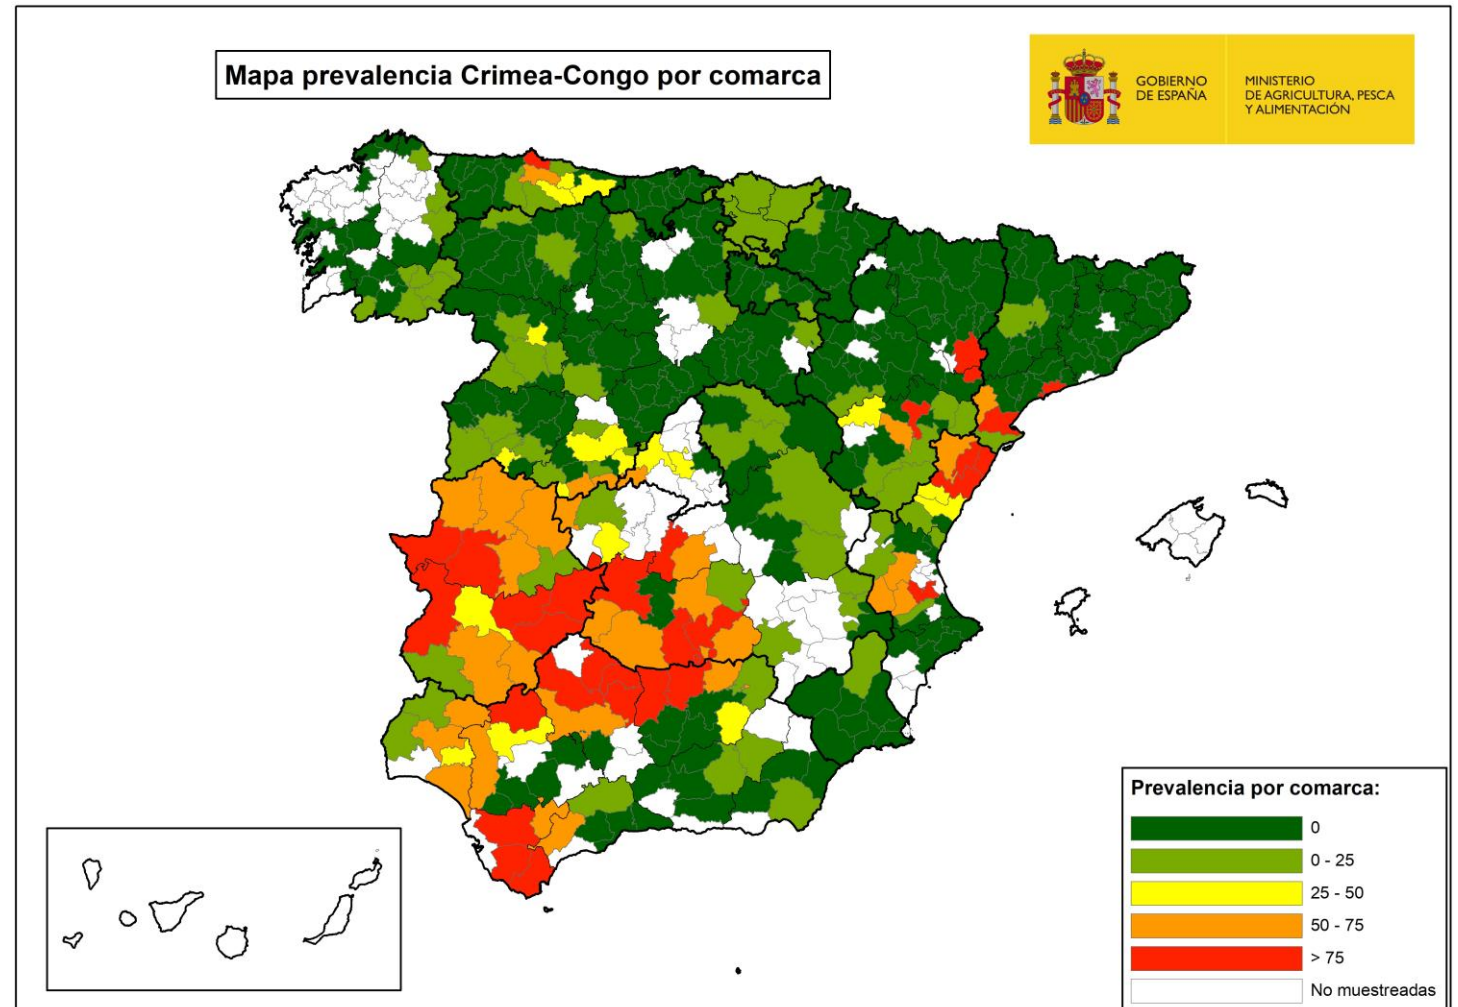 Mapa prevalencia Crimea-Congo por comarca
GOBIERNO
DE ESPAÑA
MINISTERIO
DE AGRICULTURA, PESCA
Y ALIMENTACIÓN
Prevalencia por comarca:
0
0 - 25
25 - 50
50 - 75
> 75
No muestreadas